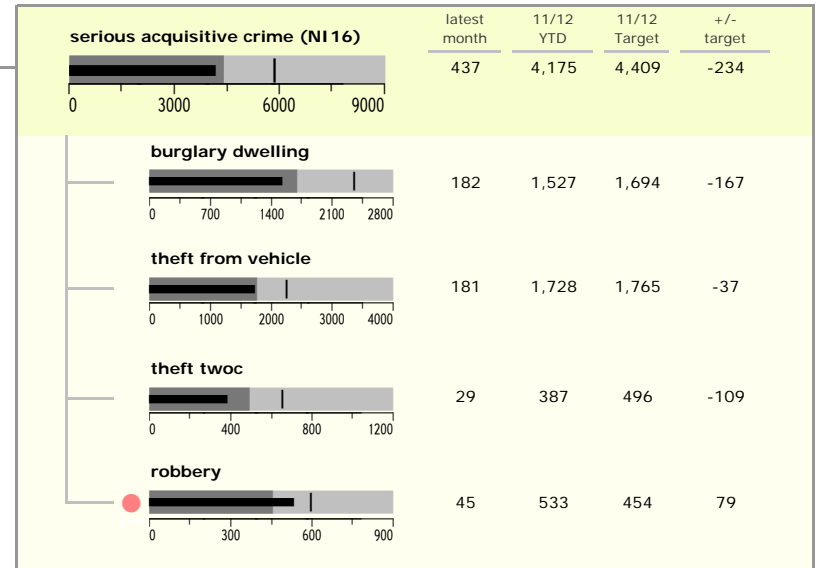 latest 11/12 11/12 +/-
serious acquisitive crime (NI16) month YTD Target target
437 4,175 4,409 -234
0 3000 6000 9000
burglary dwelling
182 1,527 1,694 -167
0 700 1400 2100 2800
theft from vehicle
181 1,728 1,765 -37
0 1000 2000 3000 4000
theft twoc
29 387 496 -109
0 400 800 1200
robbery
45 533 454 79
0 300 600 900